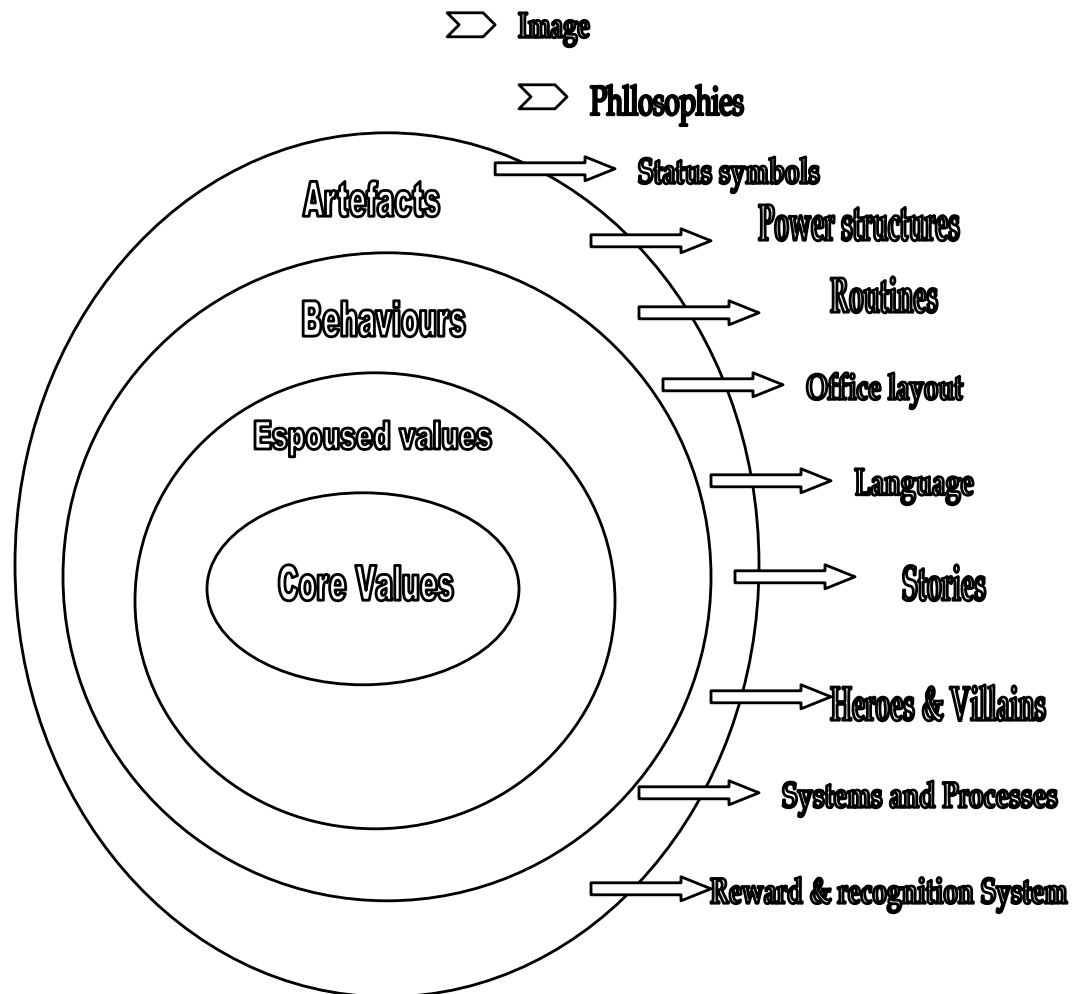 Image
Philosophies
Status symbols
Artefacts
Power structures
Routines
Behaviours
Office layout
Espoused values
Language
Core Values
Stories
Heroes & Villains
Systems and Processes
Reward & recognition System